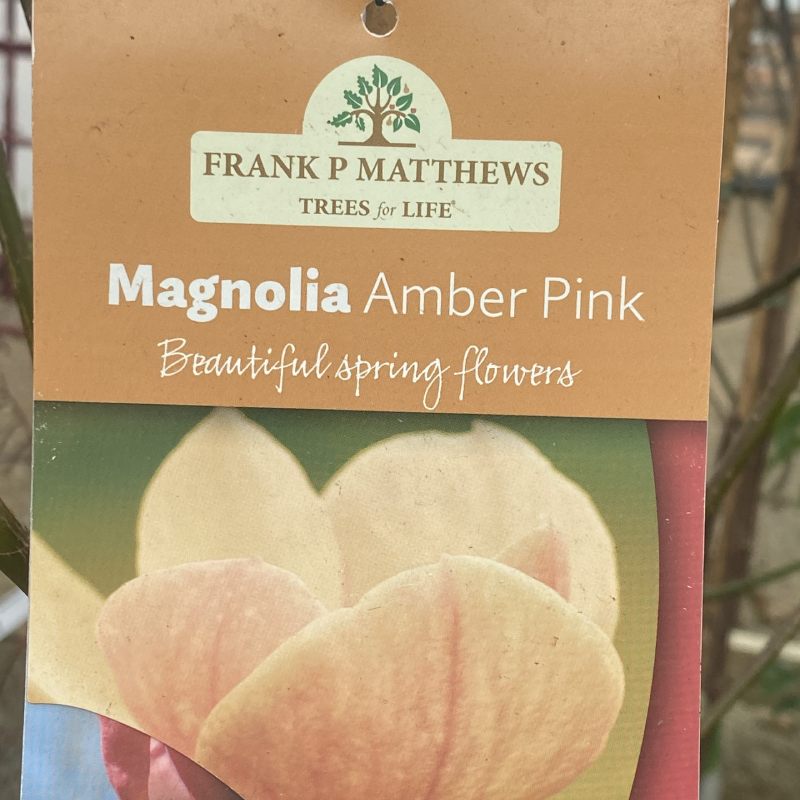 FRANK P MATTHEWS
TREES for LIFE®
Magnolia Amber Pink
Beautiful spring flowers